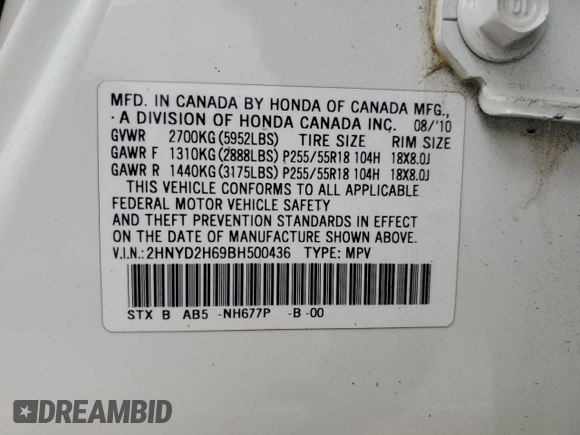 MFD. IN CANADA BY HONDA OF CANADA MFG.,
A DIVISION OF HONDA CANADA INC. 08/'10
GVWR 2700KG(5952LBS) TIRE SIZE RIM SIZE
GAWR F 1310KG(2888LBS) P255/55R18 104H 18X8.0J
GAWR R 1440KG(3175LBS) P255/55R18 104H 18X8.0J
THIS VEHICLE CONFORMS TO ALL APPLICABLE
FEDERAL MOTOR VEHICLE SAFETY
AND THEFT PREVENTION STANDARDS IN EFFECT
ON THE DATE OF MANUFACTURE SHOWN ABOVE.
V.I.N.: 2HNYD2H69BH500436 TYPE: MPV
STX B AB5 -NH677P -B -00
DREAMBID